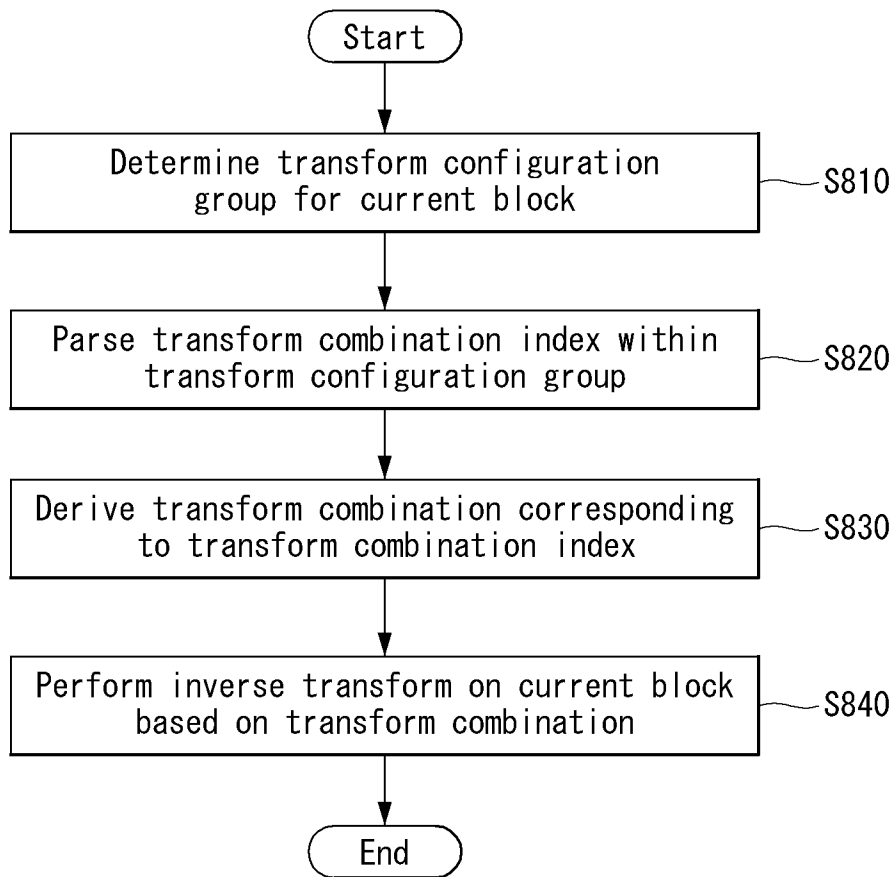 Start
Determine transform configuration
group for current block
S810
Parse transform combination index within
transform configuration group
S820
Derive transform combination corresponding
to transform combination index
S830
Perform inverse transform on current block
based on transform combination
S840
End